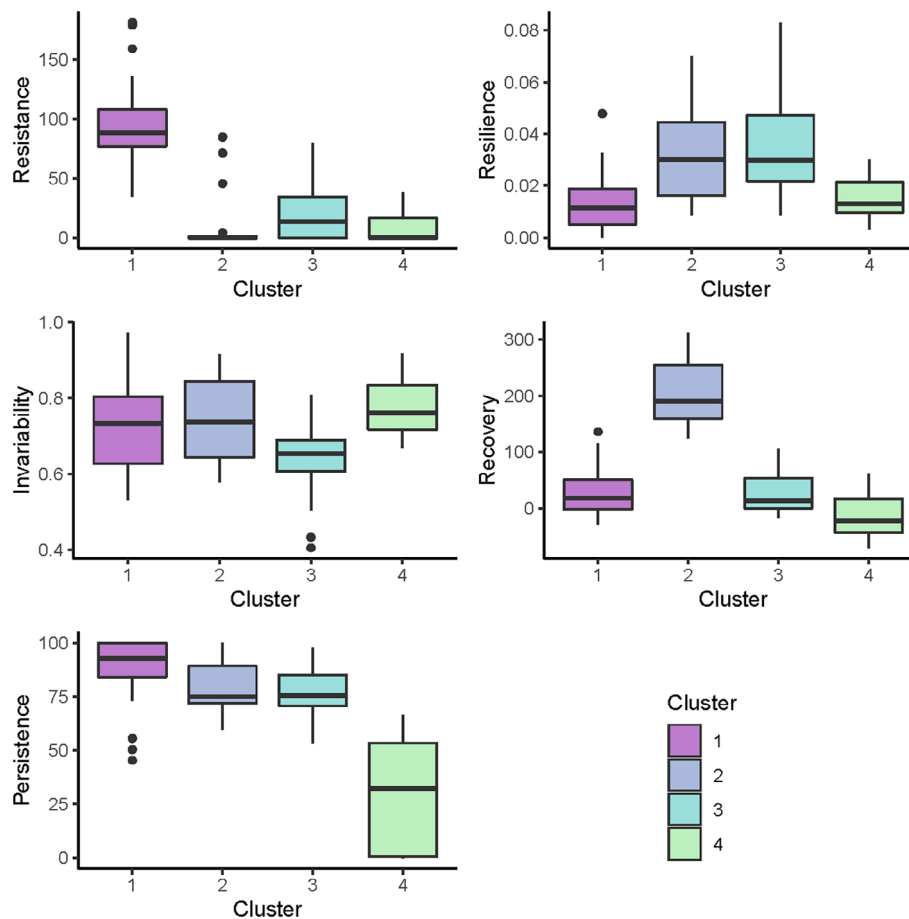 Resistance
150
100
50
0
1 2 3 4
Cluster
Resilience
0.08
0.06
0.04
0.02
0.00
1 2 3 4
Cluster
Invariability
1.0
0.8
0.6
0.4
1 2 3 4
Cluster
Recovery
300
200
100
0
1 2 3 4
Cluster
Persistence
100
75
50
25
0
1 2 3 4
Cluster
Cluster
1
2
3
4